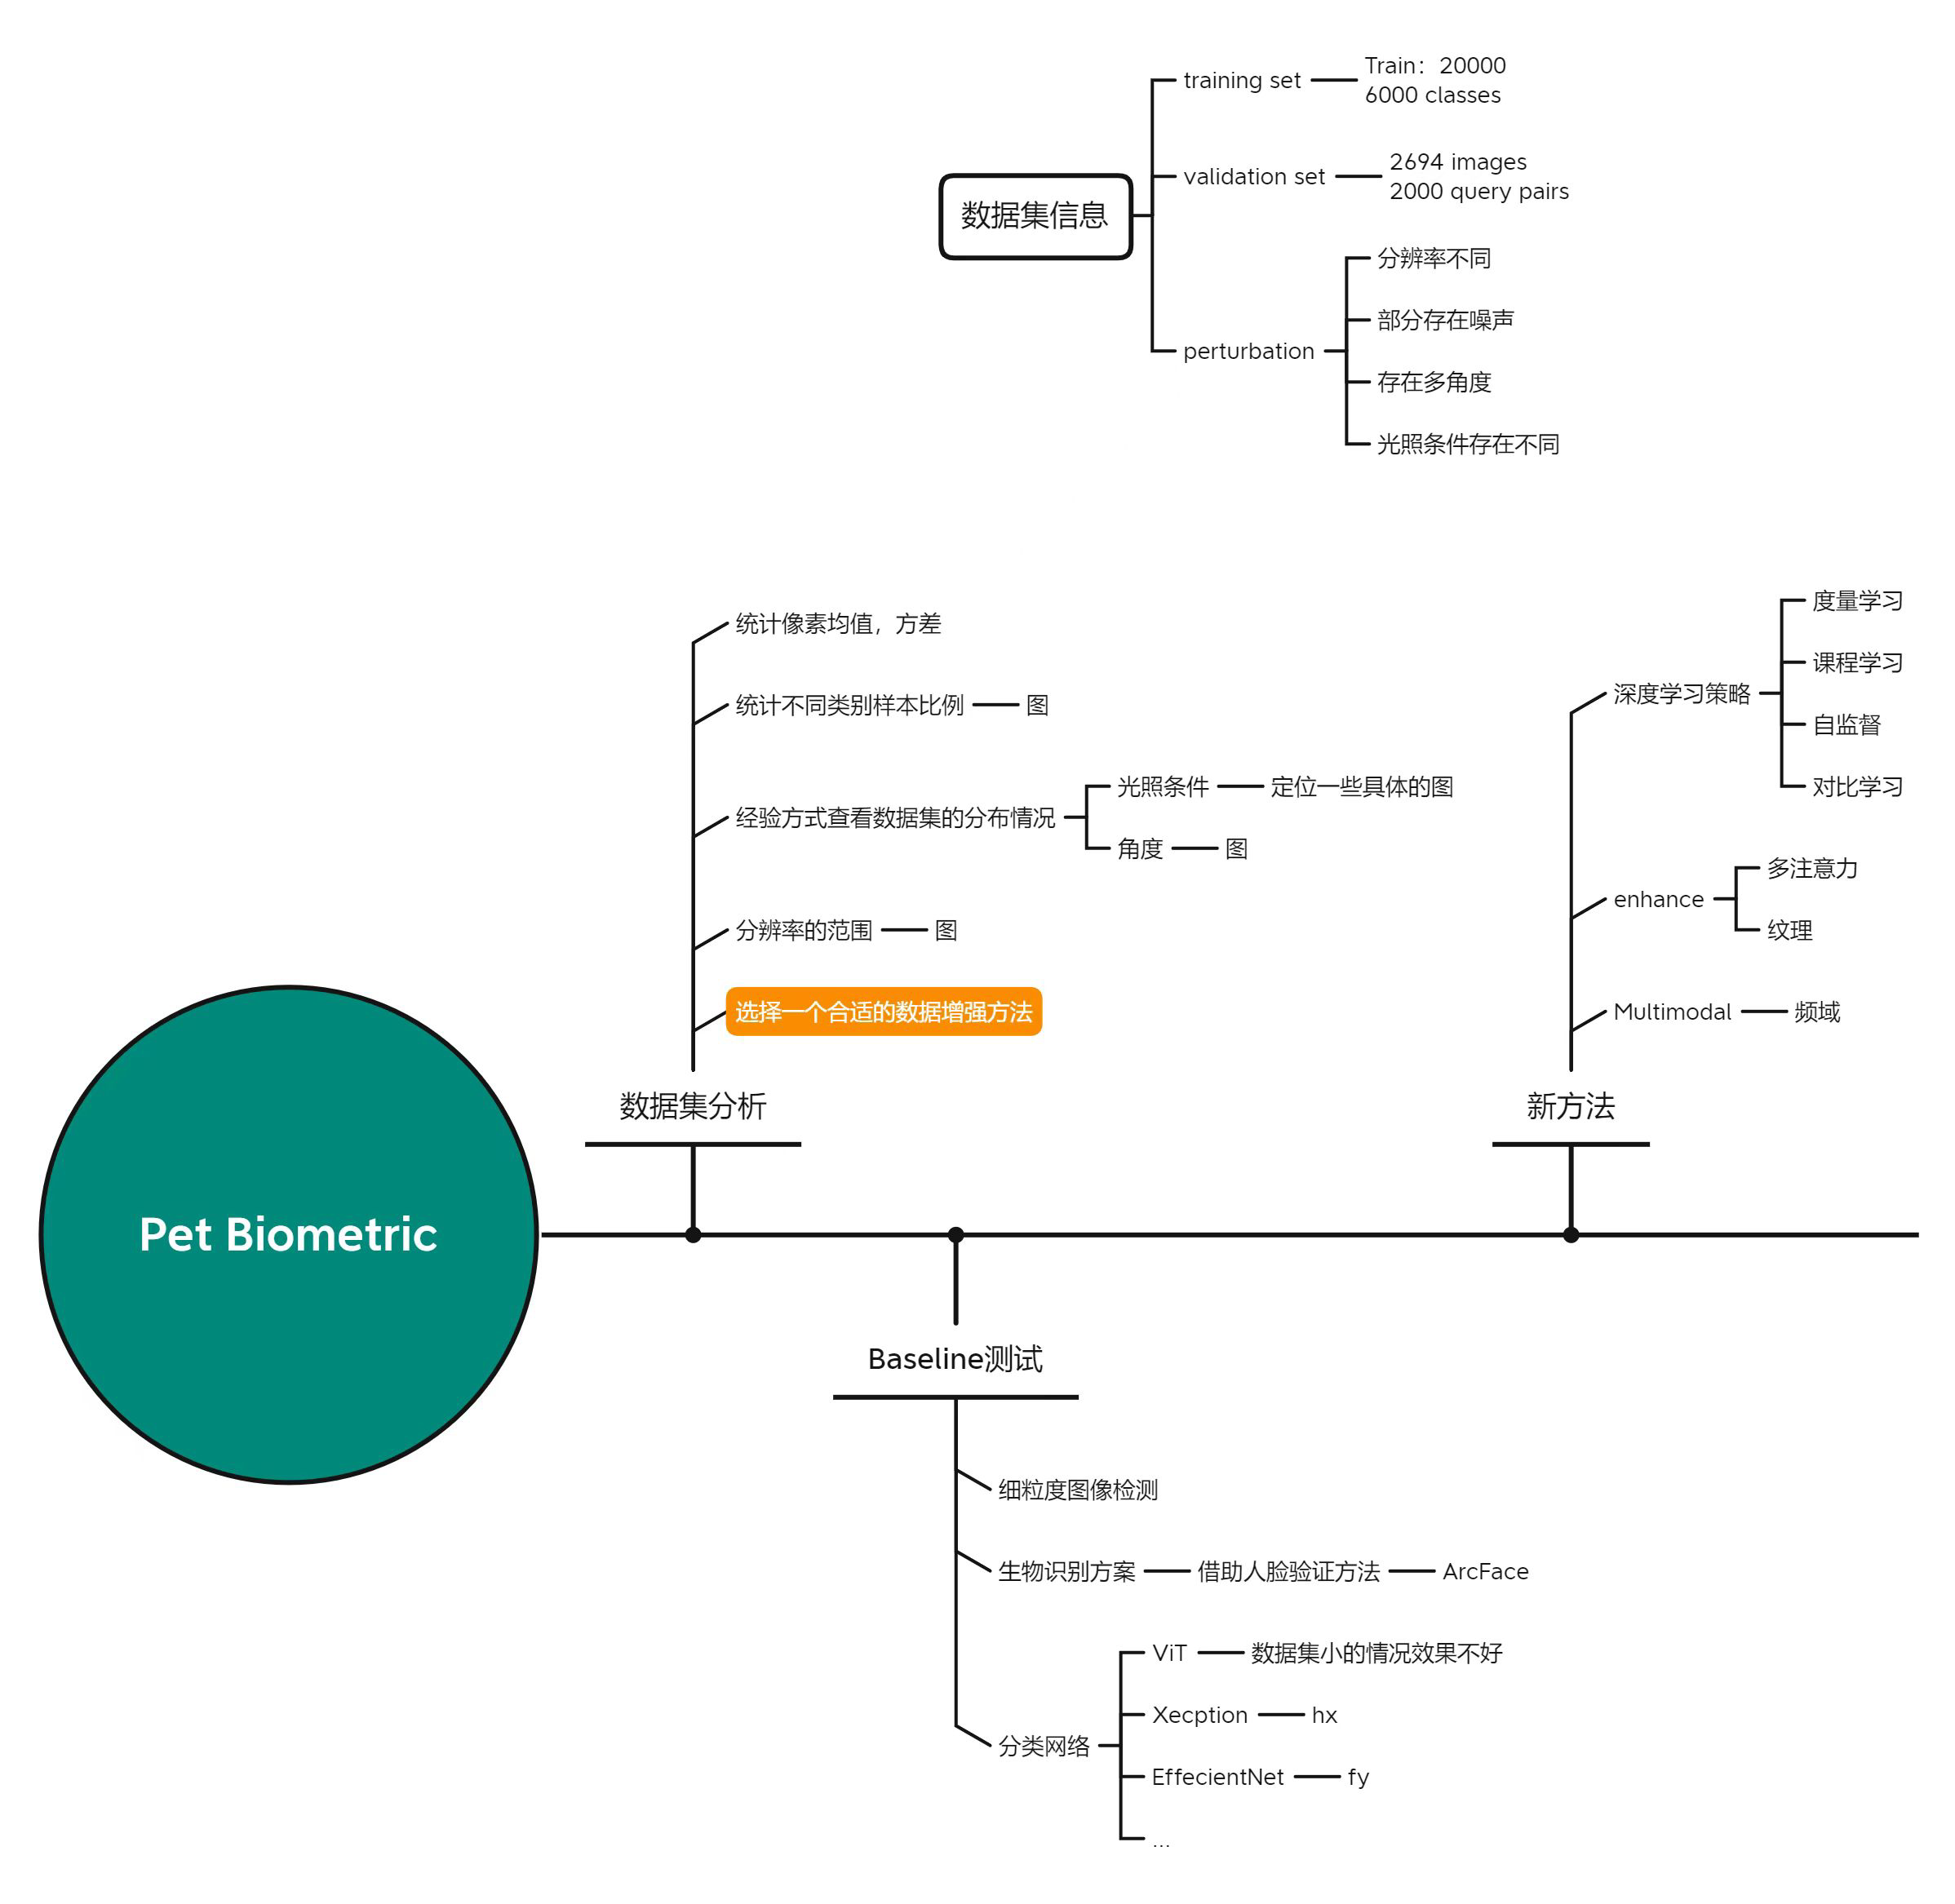 数据集信息
training set
Train：20000
6000 classes
validation set
2694 images
2000 query pairs
perturbation
分辨率不同
部分存在噪声
存在多角度
光照条件存在不同
Pet Biometric
数据集分析
统计像素均值，方差
统计不同类别样本比例
图
经验方式查看数据集的分布情况
光照条件
定位一些具体的图
角度
图
分辨率的范围
图
选择一个合适的数据增强方法
Baseline测试
细粒度图像检测
生物识别方案
借助人脸验证方法
ArcFace
分类网络
ViT
数据集小的情况效果不好
Xecption
hx
EffecientNet
fy
...
新方法
深度学习策略
度量学习
课程学习
自监督
对比学习
enhance
多注意力
纹理
Multimodal
频域